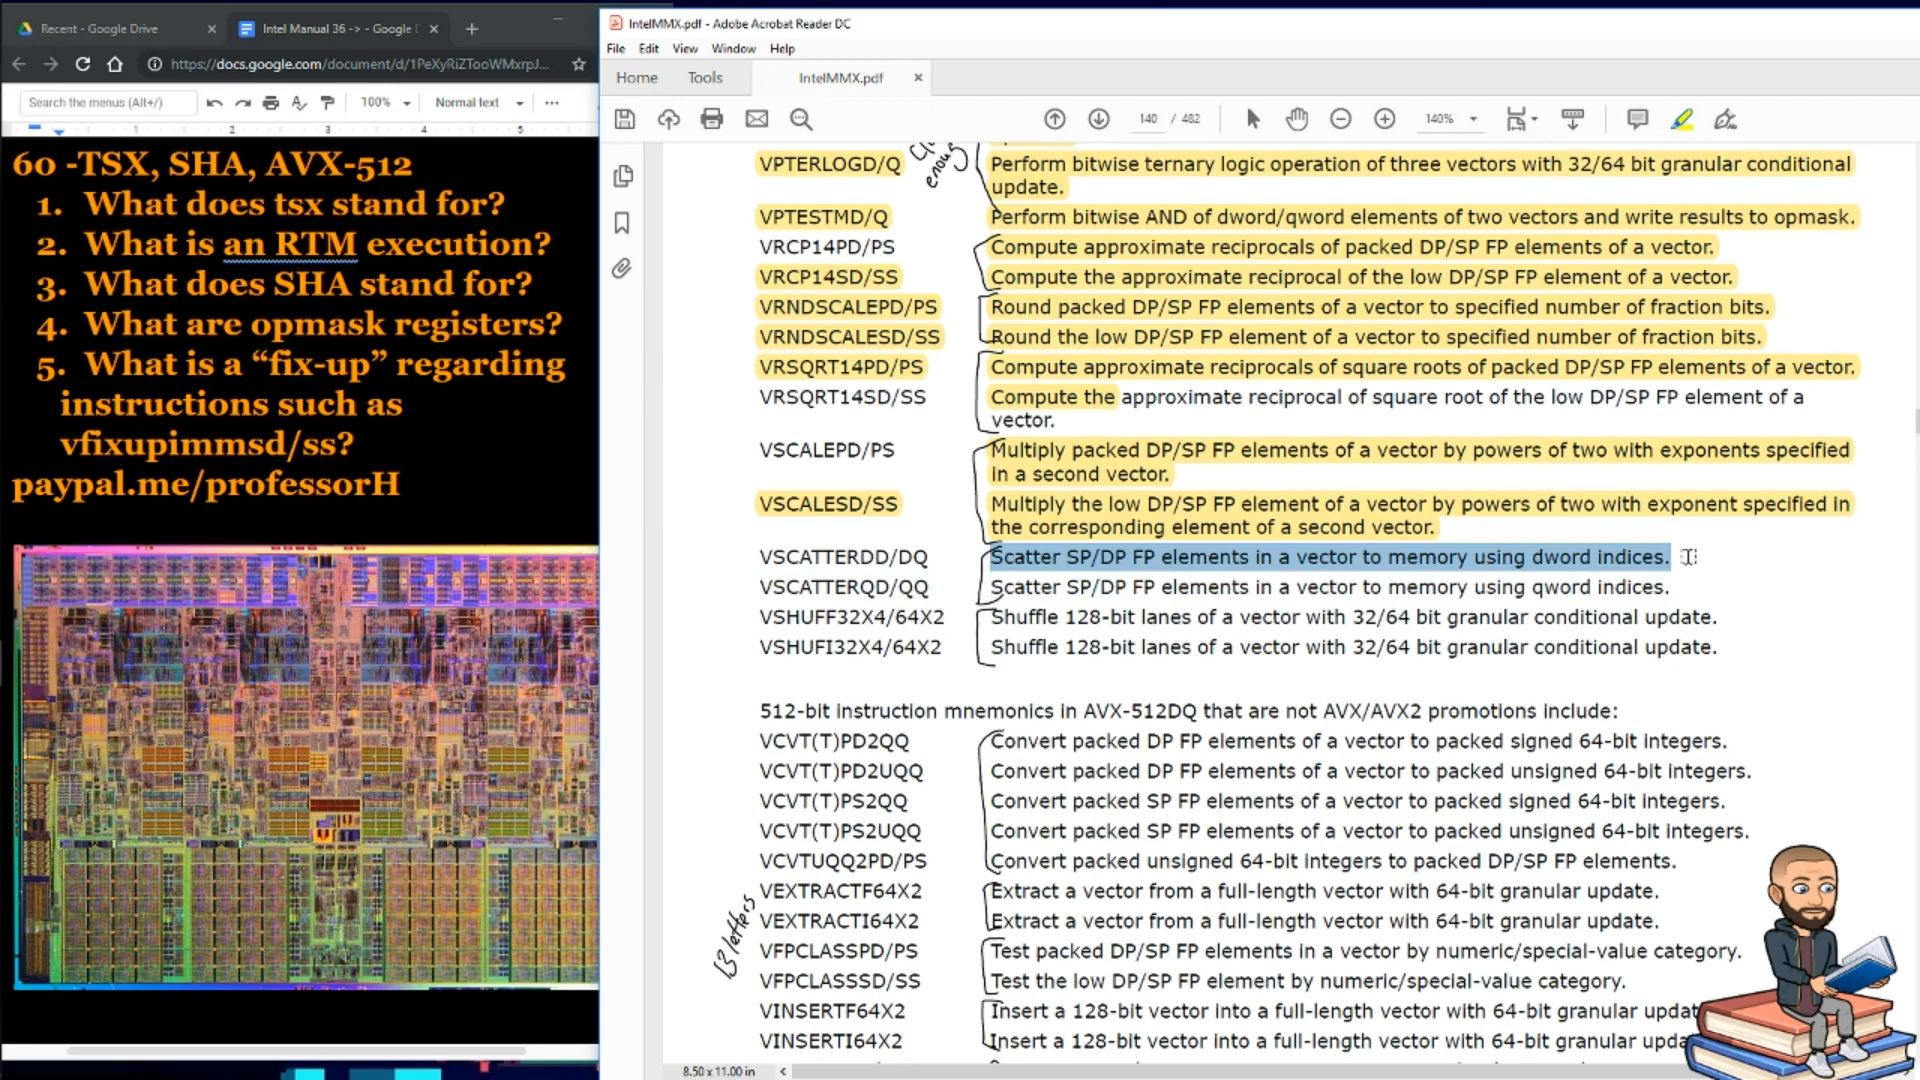 Recent - Google Drive
Intel Manual 36 -> - Google D
https://docs.google.com/document/d/1PeXyRiZTooWMxrpJ...
Search the menus (Alt+/)
100%
Normal text
1 2 3 4 5
60 -TSX, SHA, AVX-512
1. What does tsx stand for?
2. What is an RTM execution?
3. What does SHA stand for?
4. What are opmask registers?
5. What is a “fix-up” regarding
instructions such as
vfixupimmsd/ss?
paypal.me/professorH
IntelMMX.pdf - Adobe Acrobat Reader DC
File Edit View Window Help
Home Tools IntelMMX.pdf
140 / 482 140%
enough
VPTERLOGD/Q Perform bitwise ternary logic operation of three vectors with 32/64 bit granular conditional
update.
VPTESTMD/Q Perform bitwise AND of dword/qword elements of two vectors and write results to opmask.
VRCP14PD/PS Compute approximate reciprocals of packed DP/SP FP elements of a vector.
VRCP14SD/SS Compute the approximate reciprocal of the low DP/SP FP element of a vector.
VRNDSCALEPD/PS Round packed DP/SP FP elements of a vector to specified number of fraction bits.
VRNDSCALESD/SS Round the low DP/SP FP element of a vector to specified number of fraction bits.
VRSQRT14PD/PS Compute approximate reciprocals of square roots of packed DP/SP FP elements of a vector.
VRSQRT14SD/SS Compute the approximate reciprocal of square root of the low DP/SP FP element of a
vector.
VSCALEPD/PS Multiply packed DP/SP FP elements of a vector by powers of two with exponents specified
in a second vector.
VSCALESD/SS Multiply the low DP/SP FP element of a vector by powers of two with exponent specified in
the corresponding element of a second vector.
VSCATTERDD/DQ Scatter SP/DP FP elements in a vector to memory using dword indices.
VSCATTERQD/QQ Scatter SP/DP FP elements in a vector to memory using qword indices.
VSHUFF32X4/64X2 Shuffle 128-bit lanes of a vector with 32/64 bit granular conditional update.
VSHUFI32X4/64X2 Shuffle 128-bit lanes of a vector with 32/64 bit granular conditional update.
512-bit instruction mnemonics in AVX-512DQ that are not AVX/AVX2 promotions include:
VCVT(T)PD2QQ Convert packed DP FP elements of a vector to packed signed 64-bit integers.
VCVT(T)PD2UQQ Convert packed DP FP elements of a vector to packed unsigned 64-bit integers.
VCVT(T)PS2QQ Convert packed SP FP elements of a vector to packed signed 64-bit integers.
VCVT(T)PS2UQQ Convert packed SP FP elements of a vector to packed unsigned 64-bit integers.
VCVTUQQ2PD/PS Convert packed unsigned 64-bit integers to packed DP/SP FP elements.
VEXTRACTF64X2 Extract a vector from a full-length vector with 64-bit granular update.
VEXTRACTI64X2 Extract a vector from a full-length vector with 64-bit granular update.
13 letters
VFPCLASSPD/PS Test packed DP/SP FP elements in a vector by numeric/special-value category.
VFPCLASSSD/SS Test the low DP/SP FP element by numeric/special-value category.
VINSERTF64X2 Insert a 128-bit vector into a full-length vector with 64-bit granular updat
VINSERTI64X2 Insert a 128-bit vector into a full-length vector with 64-bit granular upda
8.50 x 11.00 in